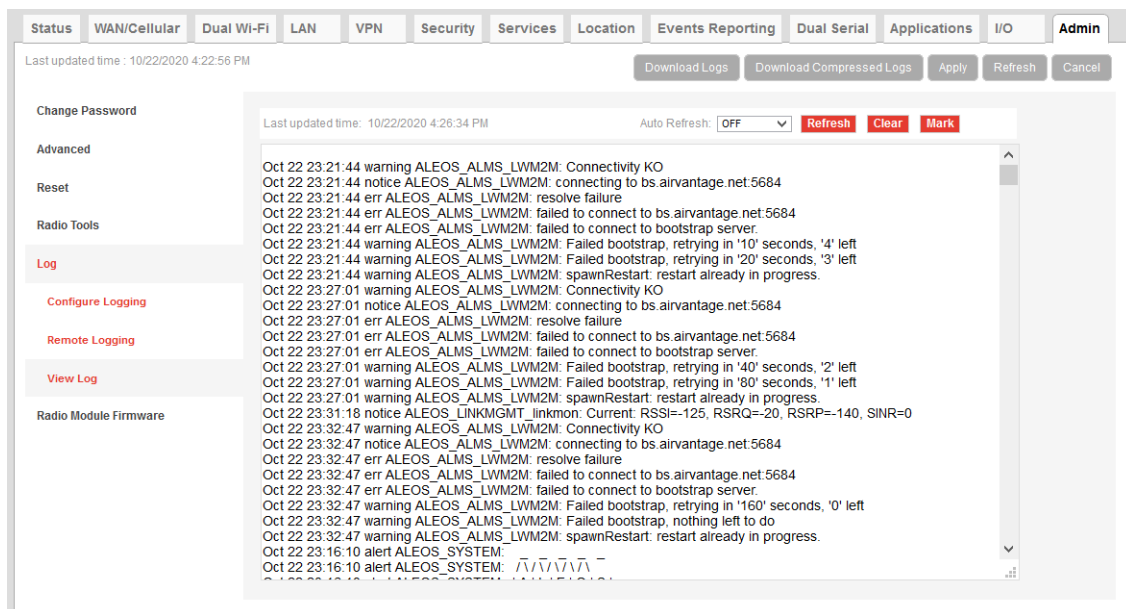 Status WAN/Cellular Dual Wi-Fi LAN VPN Security Services Location Events Reporting Dual Serial Applications I/O Admin
Last updated time : 10/22/2020 4:22:56 PM
Download Logs Download Compressed Logs Apply Refresh Cancel
Change Password
Advanced
Reset
Radio Tools
Log
Configure Logging
Remote Logging
View Log
Radio Module Firmware
Last updated time: 10/22/2020 4:26:34 PM Auto Refresh: OFF Refresh Clear Mark
Oct 22 23:21:44 warning ALEOS_ALMS_LWM2M: Connectivity KO
Oct 22 23:21:44 notice ALEOS_ALMS_LWM2M: connecting to bs.airvantage.net:5684
Oct 22 23:21:44 err ALEOS_ALMS_LWM2M: resolve failure
Oct 22 23:21:44 err ALEOS_ALMS_LWM2M: failed to connect to bs.airvantage.net:5684
Oct 22 23:21:44 err ALEOS_ALMS_LWM2M: failed to connect to bootstrap server.
Oct 22 23:21:44 warning ALEOS_ALMS_LWM2M: Failed bootstrap, retrying in '10' seconds, '4' left
Oct 22 23:21:44 warning ALEOS_ALMS_LWM2M: Failed bootstrap, retrying in '20' seconds, '3' left
Oct 22 23:21:44 warning ALEOS_ALMS_LWM2M: spawnRestart: restart already in progress.
Oct 22 23:27:01 warning ALEOS_ALMS_LWM2M: Connectivity KO
Oct 22 23:27:01 notice ALEOS_ALMS_LWM2M: connecting to bs.airvantage.net:5684
Oct 22 23:27:01 err ALEOS_ALMS_LWM2M: resolve failure
Oct 22 23:27:01 err ALEOS_ALMS_LWM2M: failed to connect to bs.airvantage.net:5684
Oct 22 23:27:01 err ALEOS_ALMS_LWM2M: failed to connect to bootstrap server.
Oct 22 23:27:01 warning ALEOS_ALMS_LWM2M: Failed bootstrap, retrying in '40' seconds, '2' left
Oct 22 23:27:01 warning ALEOS_ALMS_LWM2M: Failed bootstrap, retrying in '80' seconds, '1' left
Oct 22 23:27:01 warning ALEOS_ALMS_LWM2M: spawnRestart: restart already in progress.
Oct 22 23:31:18 notice ALEOS_LINKMGMT_linkmon: Current: RSSI=-125, RSRQ=-20, RSRP=-140, SINR=0
Oct 22 23:32:47 warning ALEOS_ALMS_LWM2M: Connectivity KO
Oct 22 23:32:47 notice ALEOS_ALMS_LWM2M: connecting to bs.airvantage.net:5684
Oct 22 23:32:47 err ALEOS_ALMS_LWM2M: resolve failure
Oct 22 23:32:47 err ALEOS_ALMS_LWM2M: failed to connect to bs.airvantage.net:5684
Oct 22 23:32:47 err ALEOS_ALMS_LWM2M: failed to connect to bootstrap server.
Oct 22 23:32:47 warning ALEOS_ALMS_LWM2M: Failed bootstrap, retrying in '160' seconds, '0' left
Oct 22 23:32:47 warning ALEOS_ALMS_LWM2M: Failed bootstrap, nothing left to do
Oct 22 23:32:47 warning ALEOS_ALMS_LWM2M: spawnRestart: restart already in progress.
Oct 22 23:16:10 alert ALEOS_SYSTEM: _ _ _ _ _
Oct 22 23:16:10 alert ALEOS_SYSTEM: / \ / \ / \ / \ / \